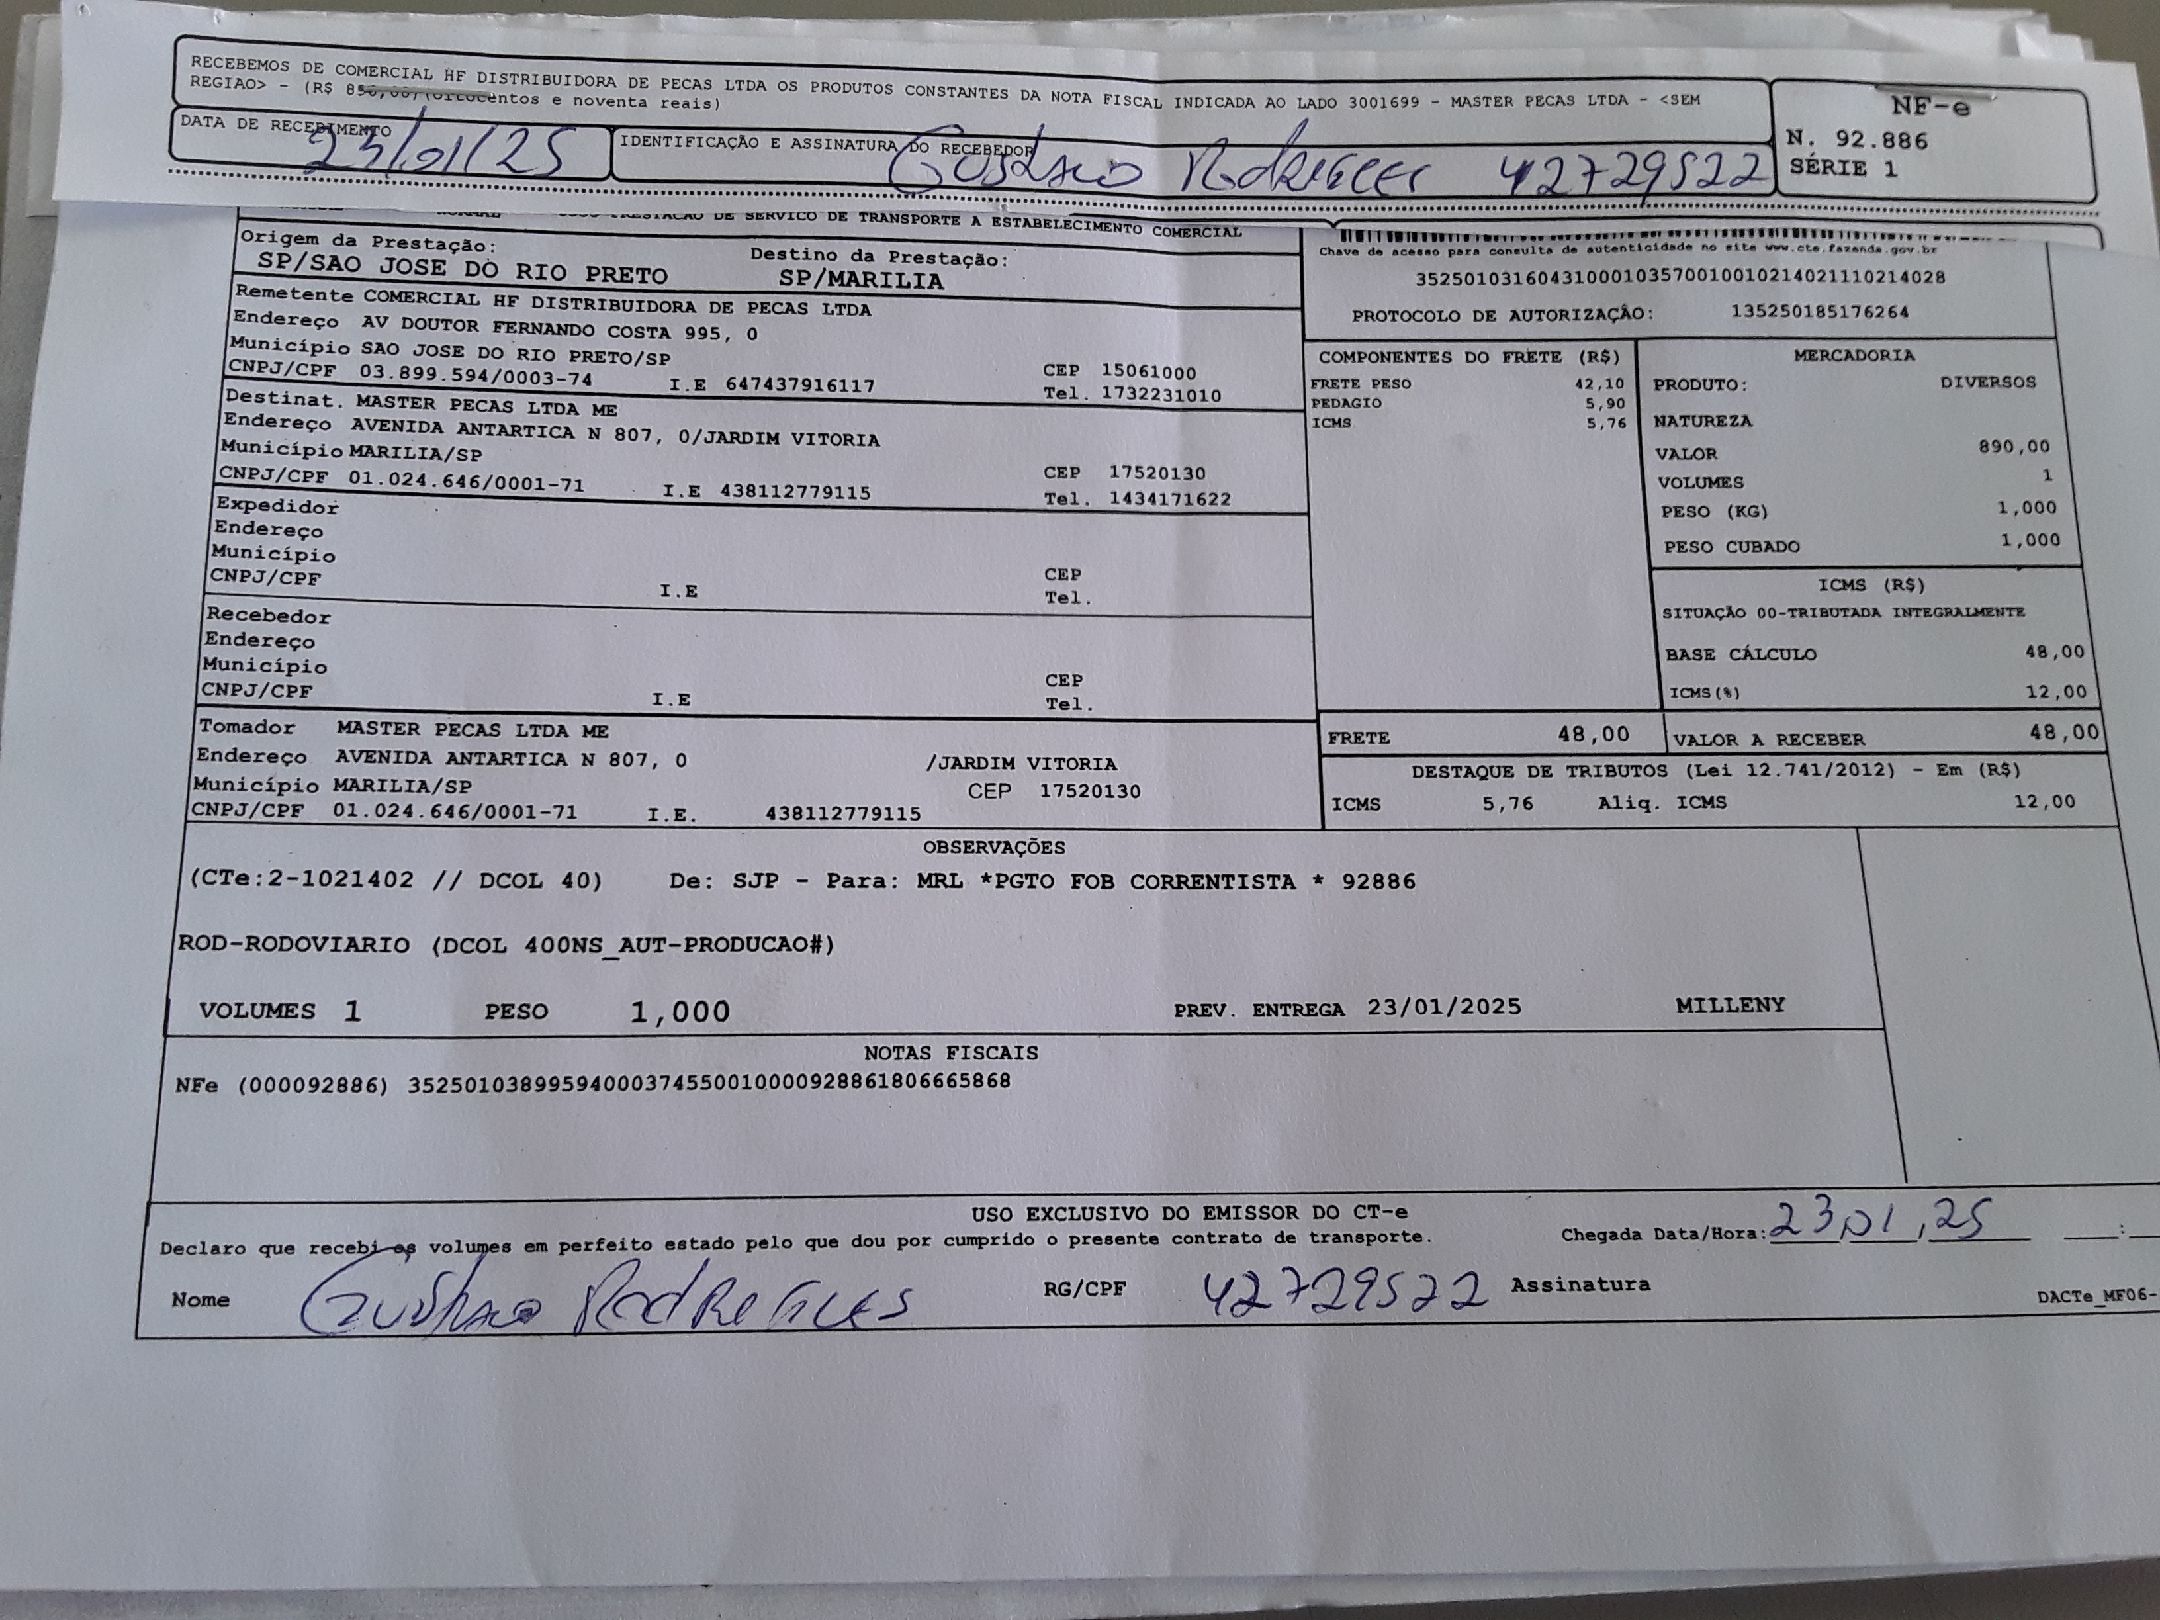 RECEBEMOS DE COMERCIAL HF DISTRIBUIDORA DE PECAS LTDA OS PRODUTOS CONSTANTES DA NOTA FISCAL INDICADA AO LADO 3001699 - MASTER PECAS LTDA - <SEM
REGIAO> - (R$ 890,00)(oitocentos e noventa reais)
NF-e
N. 92.886
SÉRIE 1
DATA DE RECEBIMENTO
23/01/25
IDENTIFICAÇÃO E ASSINATURA DO RECEBEDOR
Gustavo Rodrigues 42729522
PRESTACAO DE SERVICO DE TRANSPORTE A ESTABELECIMENTO COMERCIAL
Origem da Prestação:
SP/SAO JOSE DO RIO PRETO
Destino da Prestação:
SP/MARILIA
Chave de acesso para consulta de autenticidade no site www.cte.fazenda.gov.br
35250103160431000103570010010214021110214028
PROTOCOLO DE AUTORIZAÇÃO: 135250185176264
Remetente COMERCIAL HF DISTRIBUIDORA DE PECAS LTDA
Endereço AV DOUTOR FERNANDO COSTA 995, 0
Município SAO JOSE DO RIO PRETO/SP CEP 15061000
CNPJ/CPF 03.899.594/0003-74 I.E 647437916117 Tel. 1732231010
Destinat. MASTER PECAS LTDA ME
Endereço AVENIDA ANTARTICA N 807, 0/JARDIM VITORIA
Município MARILIA/SP CEP 17520130
CNPJ/CPF 01.024.646/0001-71 I.E 438112779115 Tel. 1434171622
Expedidor
Endereço
Município CEP
CNPJ/CPF I.E Tel.
Recebedor
Endereço
Município CEP
CNPJ/CPF I.E Tel.
Tomador MASTER PECAS LTDA ME
Endereço AVENIDA ANTARTICA N 807, 0 /JARDIM VITORIA
Município MARILIA/SP CEP 17520130
CNPJ/CPF 01.024.646/0001-71 I.E. 438112779115
COMPONENTES DO FRETE (R$)
FRETE PESO 42,10
PEDAGIO 5,90
ICMS 5,76
MERCADORIA
PRODUTO: DIVERSOS
NATUREZA
VALOR 890,00
VOLUMES 1
PESO (KG) 1,000
PESO CUBADO 1,000
ICMS (R$)
SITUAÇÃO 00-TRIBUTADA INTEGRALMENTE
BASE CÁLCULO 48,00
ICMS(%) 12,00
FRETE 48,00 VALOR A RECEBER 48,00
DESTAQUE DE TRIBUTOS (Lei 12.741/2012) - Em (R$)
ICMS 5,76 Aliq. ICMS 12,00
OBSERVAÇÕES
(CTe:2-1021402 // DCOL 40) De: SJP - Para: MRL *PGTO FOB CORRENTISTA * 92886
ROD-RODOVIARIO (DCOL 400NS_AUT-PRODUCAO#)
VOLUMES 1 PESO 1,000 PREV. ENTREGA 23/01/2025 MILLENY
NOTAS FISCAIS
NFe (000092886) 35250103899594000374550010000928861806665868
USO EXCLUSIVO DO EMISSOR DO CT-e
Declaro que recebi os volumes em perfeito estado pelo que dou por cumprido o presente contrato de transporte. Chegada Data/Hora: 23,01,25 :
Nome Gustavo Rodrigues RG/CPF 42729522 Assinatura
DACTe_MF06-